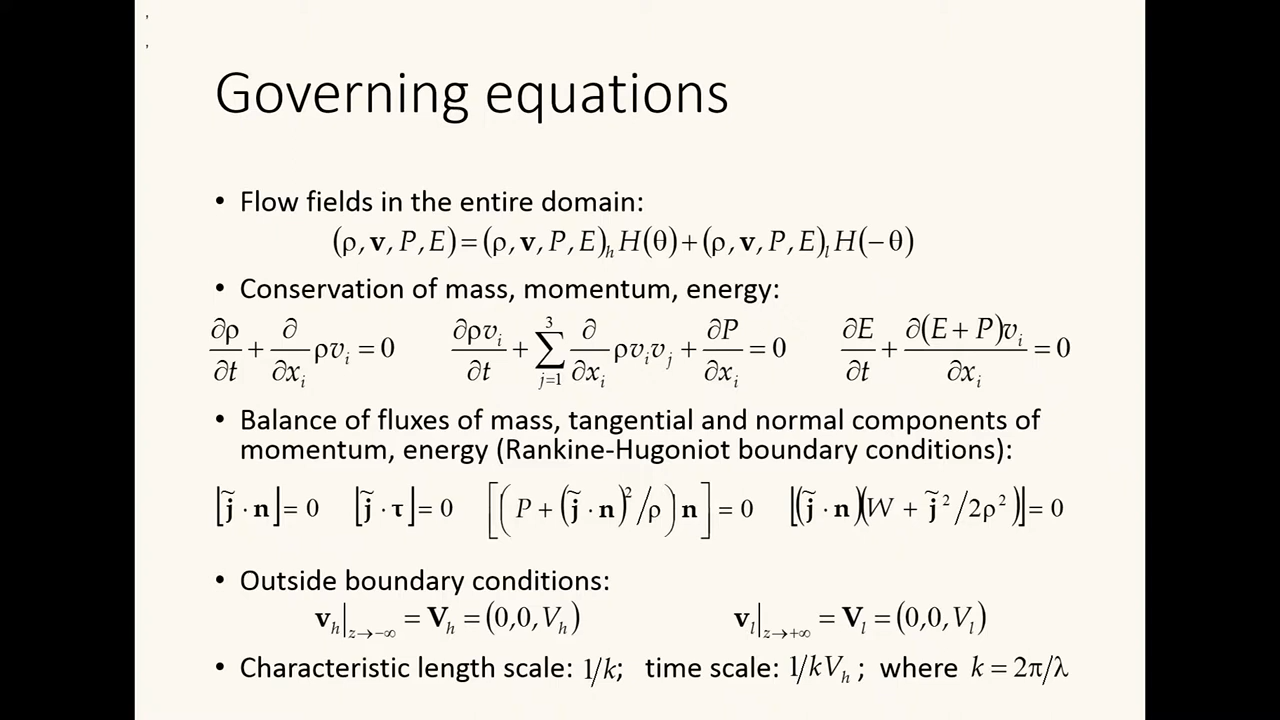 Governing equations
• Flow fields in the entire domain:
(ρ, v, P, E) = (ρ, v, P, E)_h H(θ) + (ρ, v, P, E)_l H(−θ)
• Conservation of mass, momentum, energy:
∂ρ/∂t + ∂/∂x_i ρv_i = 0 ∂ρv_i/∂t + ∑_{j=1}^{3} ∂/∂x_i ρv_i v_j + ∂P/∂x_i = 0 ∂E/∂t + ∂(E + P)v_i/∂x_i = 0
• Balance of fluxes of mass, tangential and normal components of
momentum, energy (Rankine-Hugoniot boundary conditions):
[j̃ · n] = 0 [j̃ · τ] = 0 [(P + (j̃ · n)²/ρ) n] = 0 [(j̃ · n)(W + j̃²/2ρ²)] = 0
• Outside boundary conditions:
v_h|_{z→−∞} = V_h = (0,0,V_h) v_l|_{z→+∞} = V_l = (0,0,V_l)
• Characteristic length scale: 1/k; time scale: 1/kV_h ; where k = 2π/λ